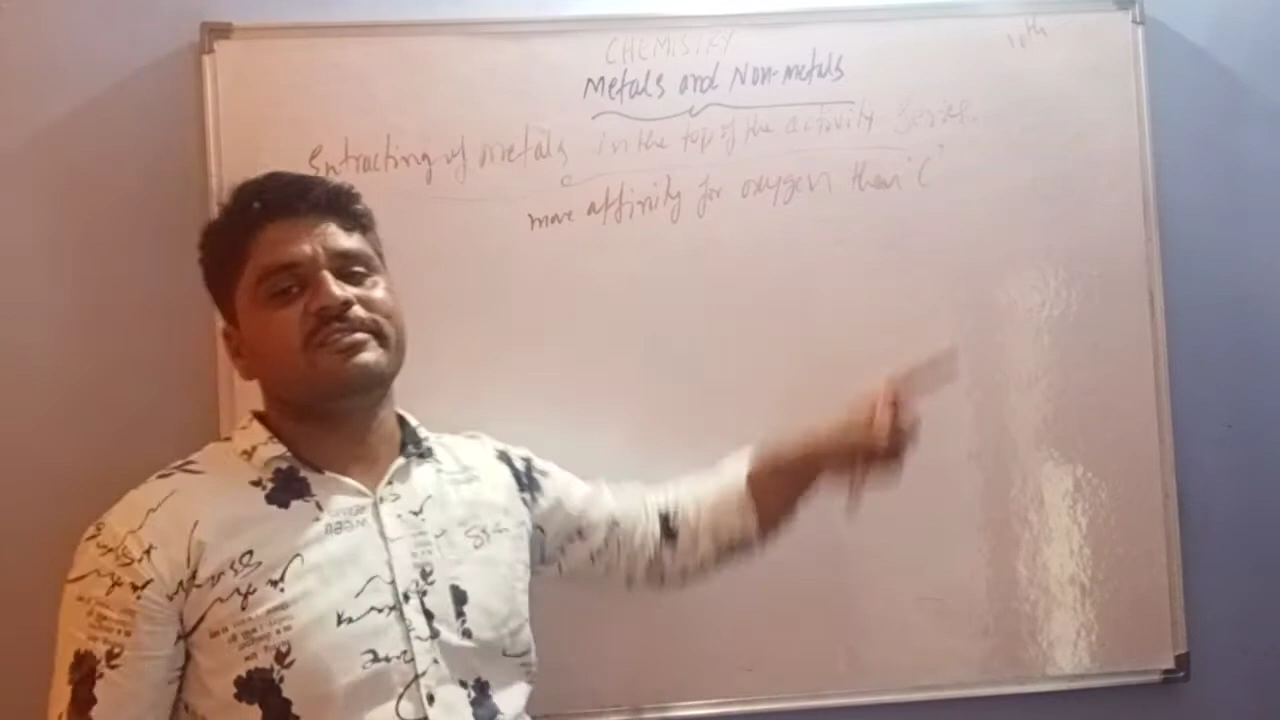 CHEMISTRY
10th
Metals and Non-metals
Extracting of metals in the top of the activity series.
more affinity for oxygen than 'C'